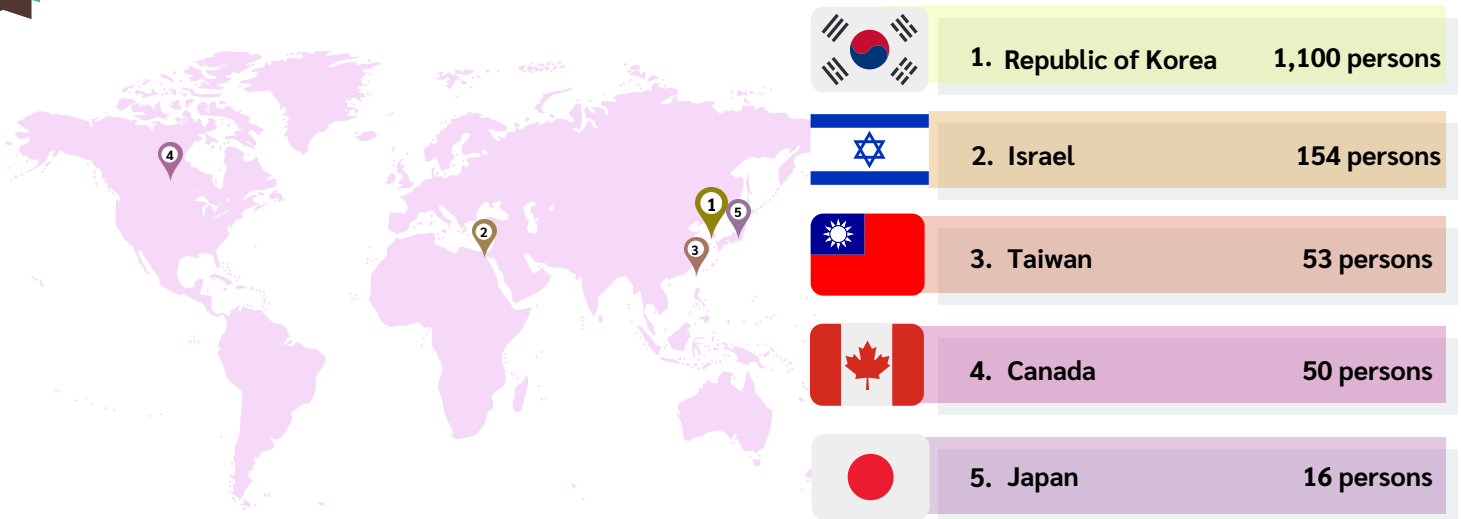 1. Republic of Korea 1,100 persons
2. Israel 154 persons
3. Taiwan 53 persons
4. Canada 50 persons
5. Japan 16 persons
4
1
5
2
3